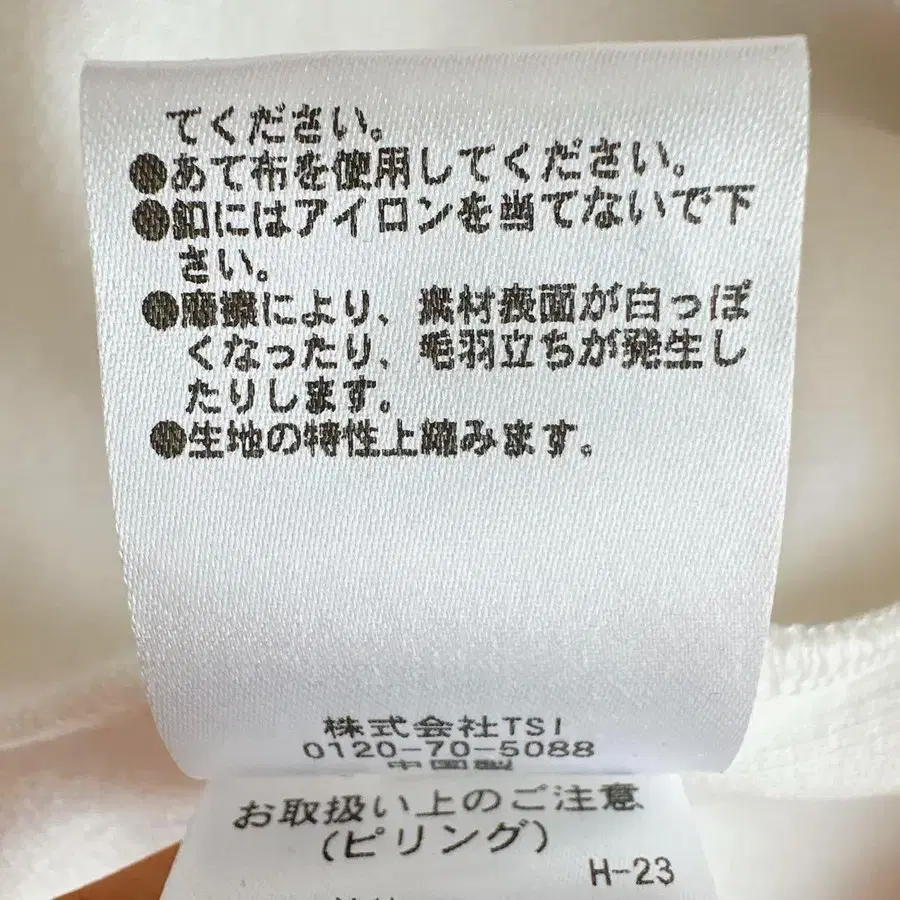 てください。
●あて布を使用してください。
●釦にはアイロンを当てないで下
さい。
●摩擦により、素材表面が白っぽ
くなったり、毛羽立ちが発生し
たりします。
●生地の特性上縮みます。
株式会社TSI
0120-70-5088
中国製
お取扱い上のご注意
(ピリング)
H-23